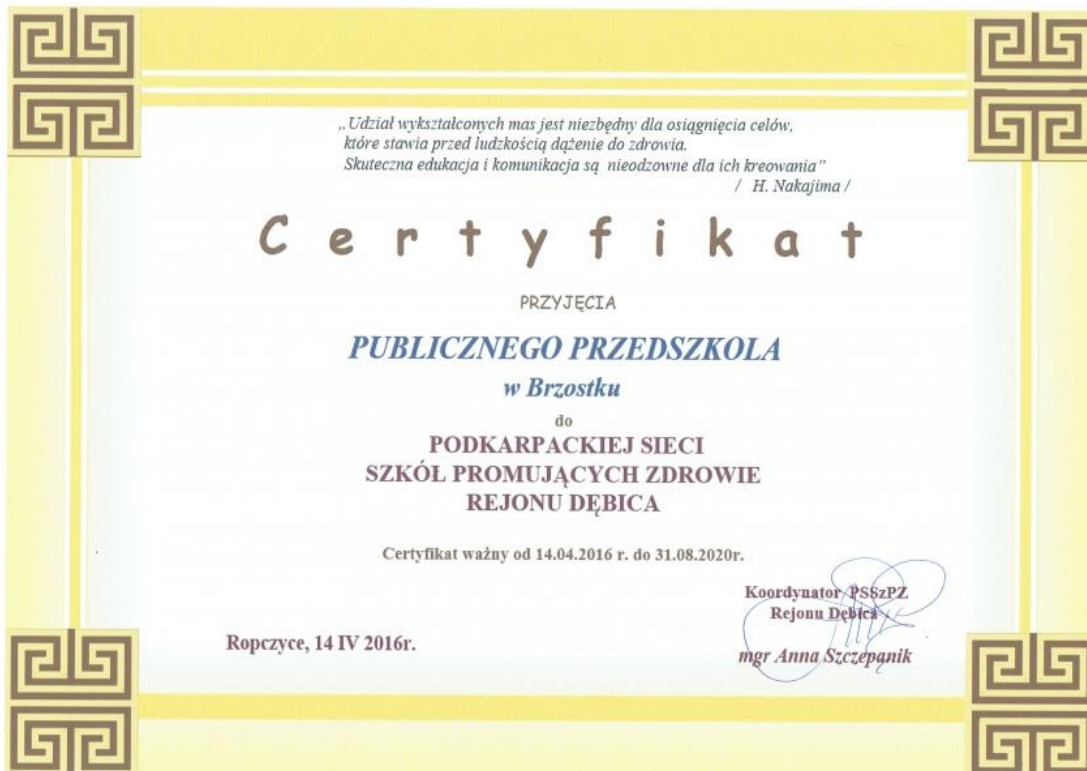 „Udział wykształconych mas jest niezbędny dla osiągnięcia celów,
które stawia przed ludzkością dążenie do zdrowia.
Skuteczna edukacja i komunikacja są nieodzowne dla ich kreowania”
/ H. Nakajima /
Certyfikat
PRZYJĘCIA
PUBLICZNEGO PRZEDSZKOLA
w Brzostku
do
PODKARPACKIEJ SIECI
SZKÓŁ PROMUJĄCYCH ZDROWIE
REJONU DĘBICA
Certyfikat ważny od 14.04.2016 r. do 31.08.2020r.
Koordynator PSSzPZ
Rejonu Dębica
Ropczyce, 14 IV 2016r.
mgr Anna Szczepanik